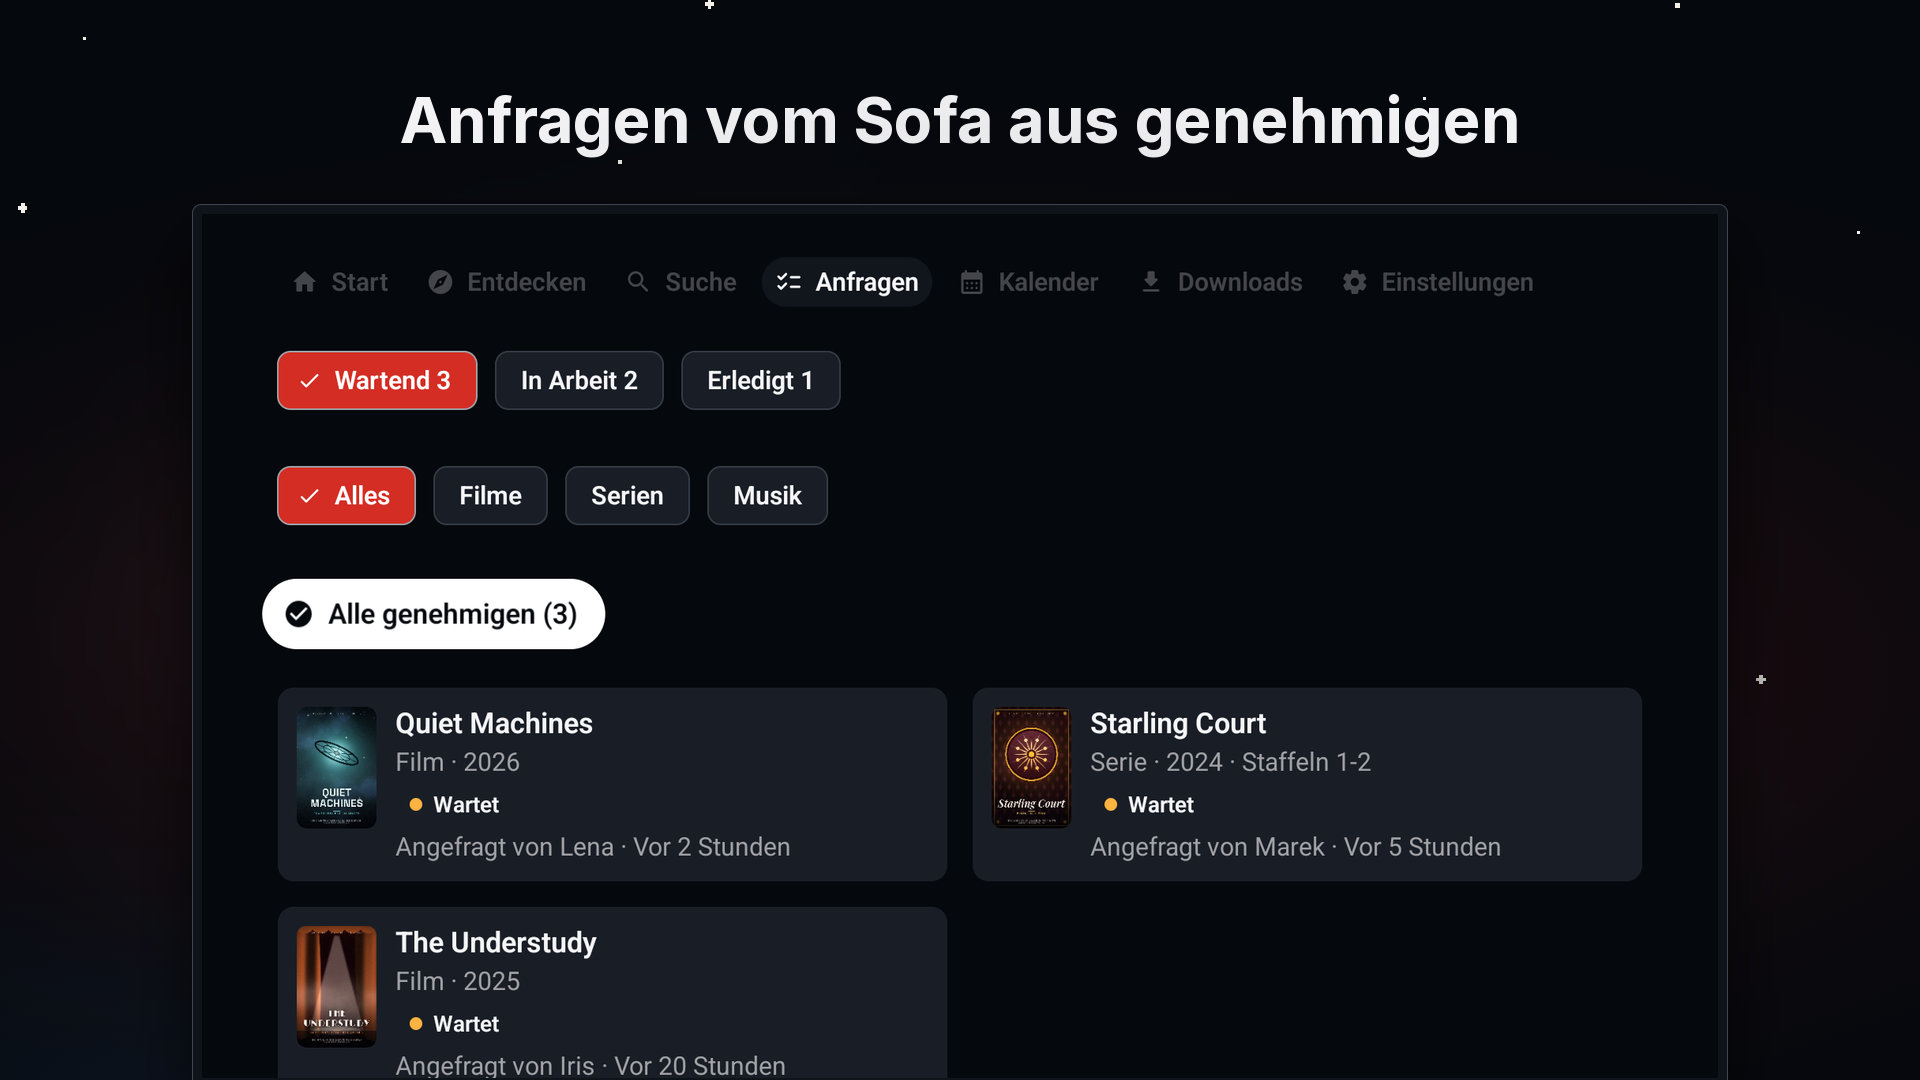 Anfragen vom Sofa aus genehmigen
Start Entdecken Suche Anfragen Kalender Downloads Einstellungen
Wartend 3 In Arbeit 2 Erledigt 1
Alles Filme Serien Musik
Alle genehmigen (3)
Quiet Machines
Film · 2026
Wartet
Angefragt von Lena · Vor 2 Stunden
QUIET
MACHINES
Starling Court
Serie · 2024 · Staffeln 1-2
Wartet
Angefragt von Marek · Vor 5 Stunden
Starling Court
The Understudy
Film · 2025
Wartet
Angefragt von Iris · Vor 20 Stunden
THE
UNDERSTUDY